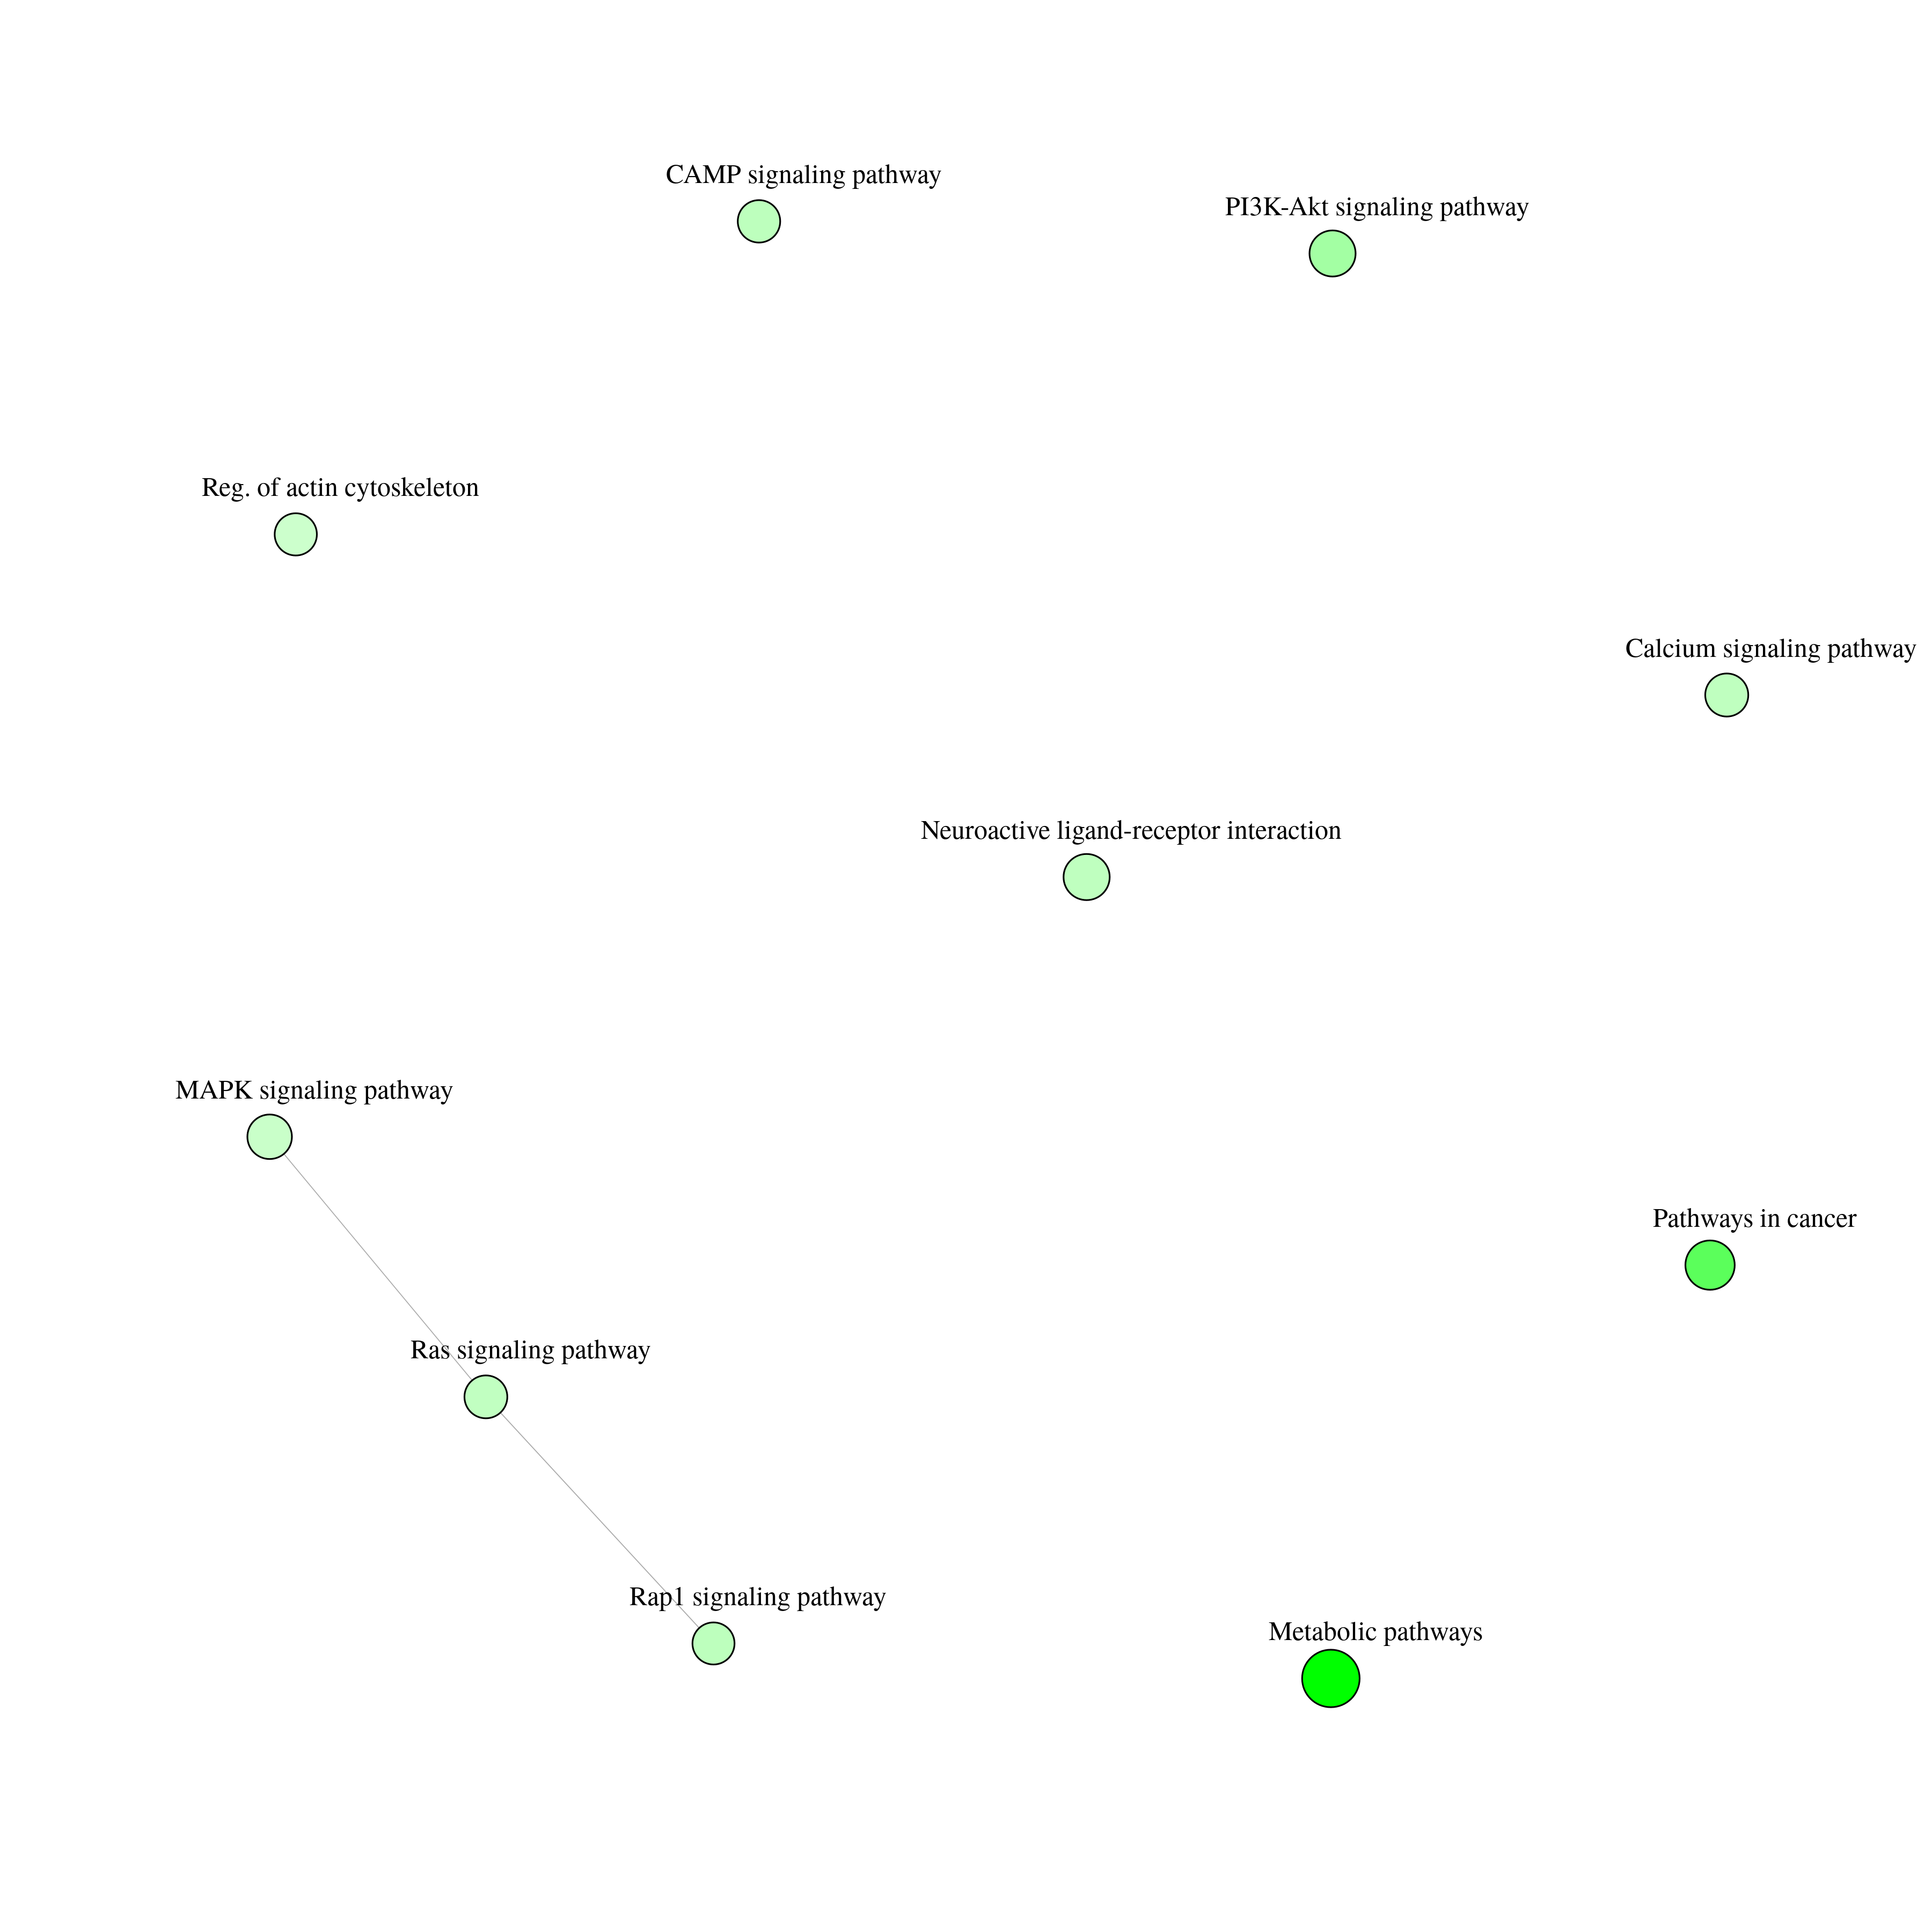 CAMP signaling pathway
PI3K-Akt signaling pathway
Reg. of actin cytoskeleton
Calcium signaling pathway
Neuroactive ligand-receptor interaction
MAPK signaling pathway
Pathways in cancer
Ras signaling pathway
Rap1 signaling pathway
Metabolic pathways